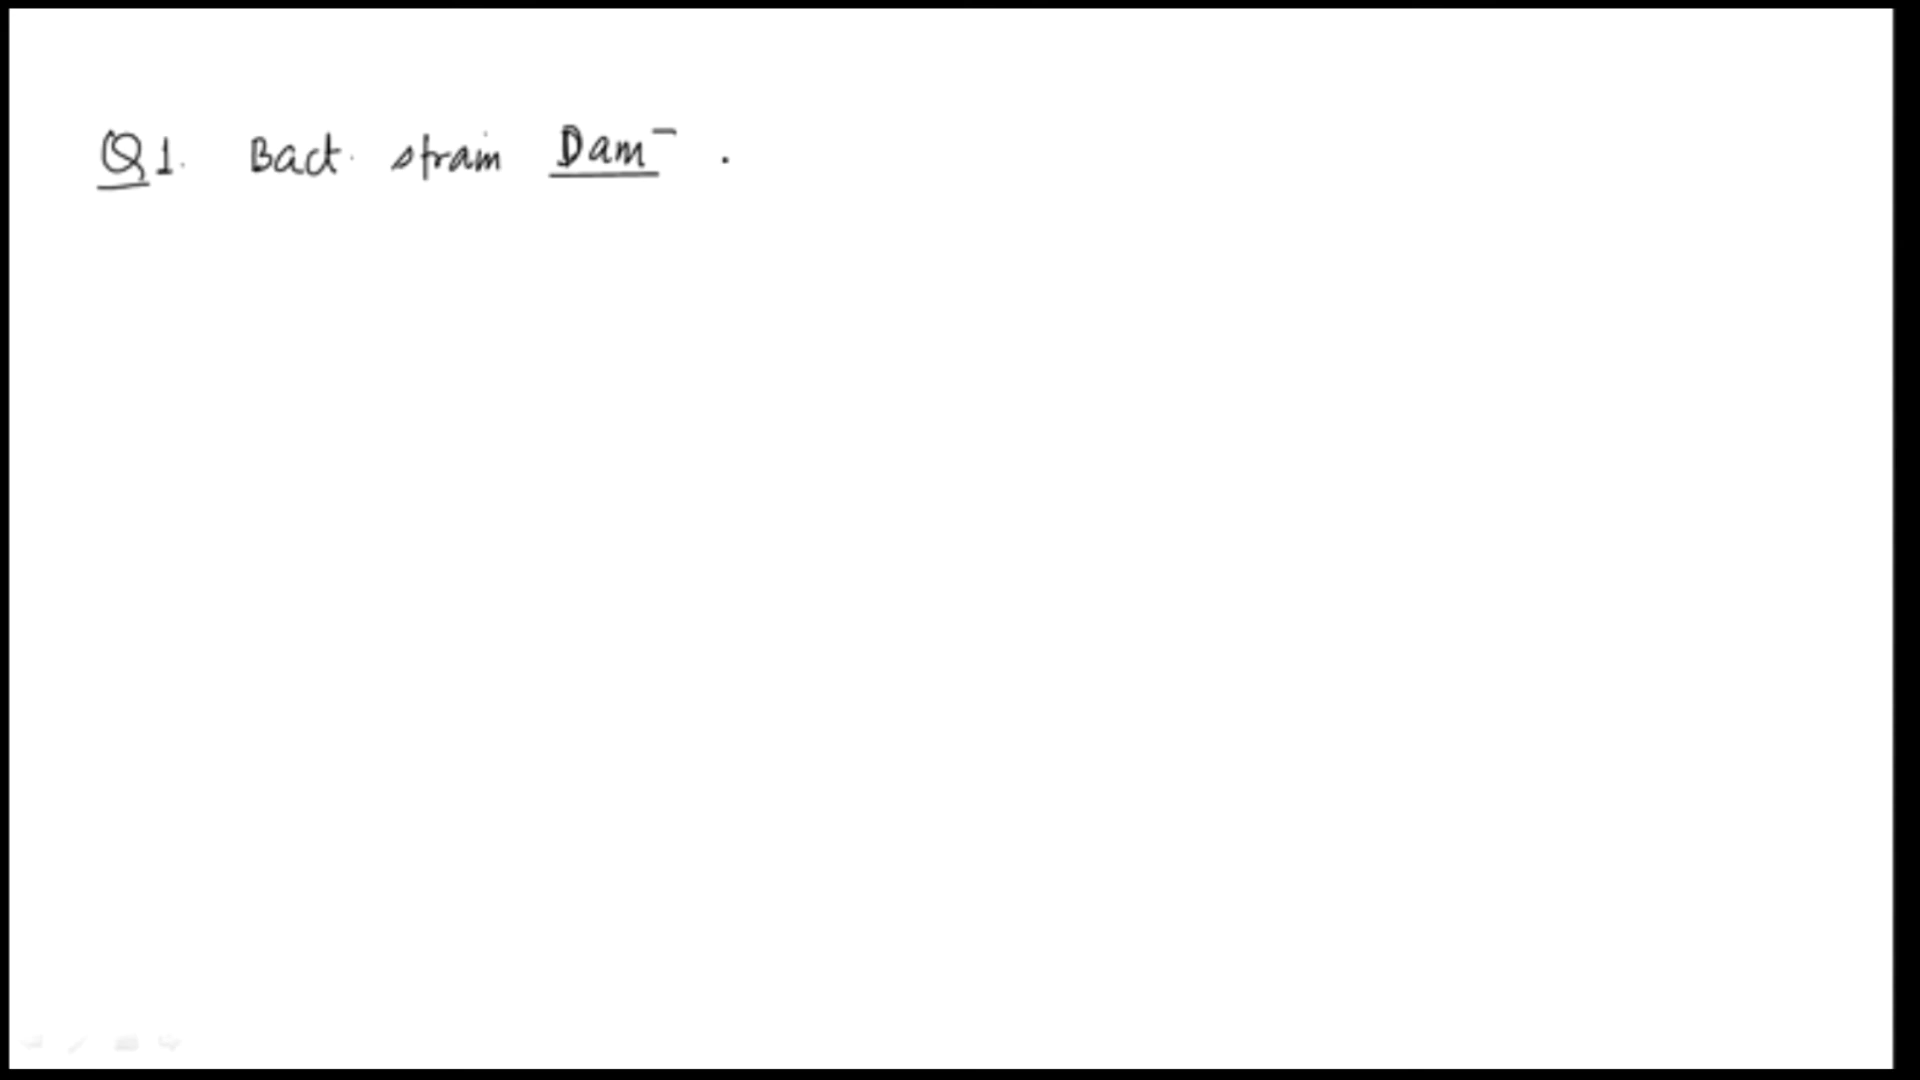 Q1. Bact. strain Dam⁻ .